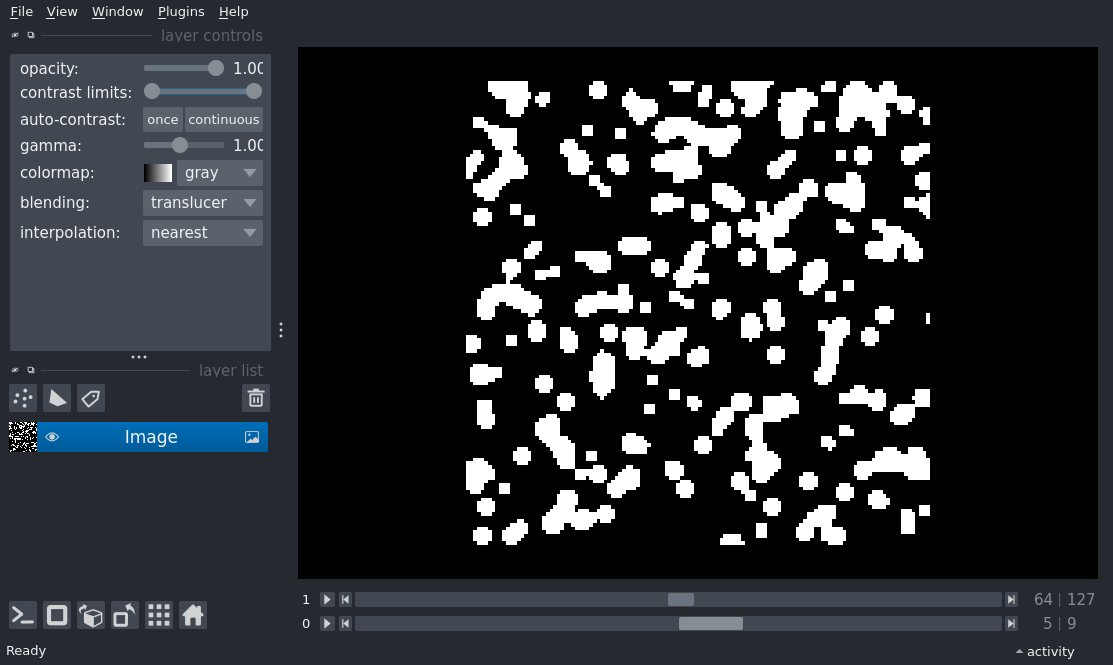 File View Window Plugins Help
layer controls
opacity: 1.00
contrast limits:
auto-contrast: once continuous
gamma: 1.00
colormap: gray
blending: translucer
interpolation: nearest
layer list
Image
1 64 | 127
0 5 | 9
Ready activity